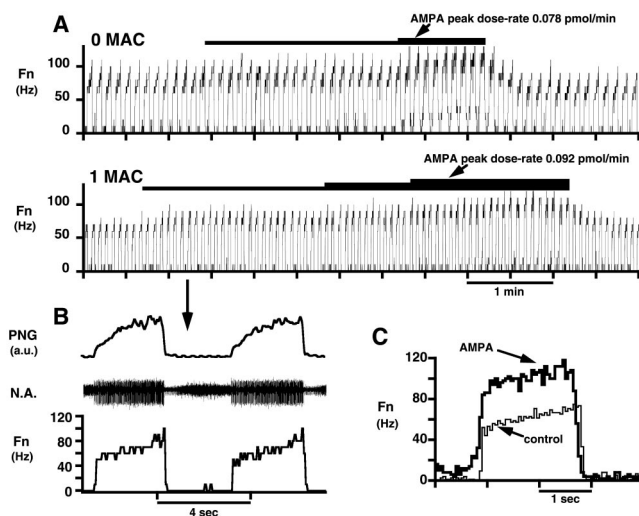 A
0 MAC
AMPA peak dose-rate 0.078 pmol/min
Fn
(Hz)
100
50
0
1 MAC
AMPA peak dose-rate 0.092 pmol/min
Fn
(Hz)
100
50
0
1 min
B
PNG
(a.u.)
N.A.
Fn
(Hz)
120
80
40
0
4 sec
C
AMPA
Fn
(Hz)
120
80
40
0
control
1 sec